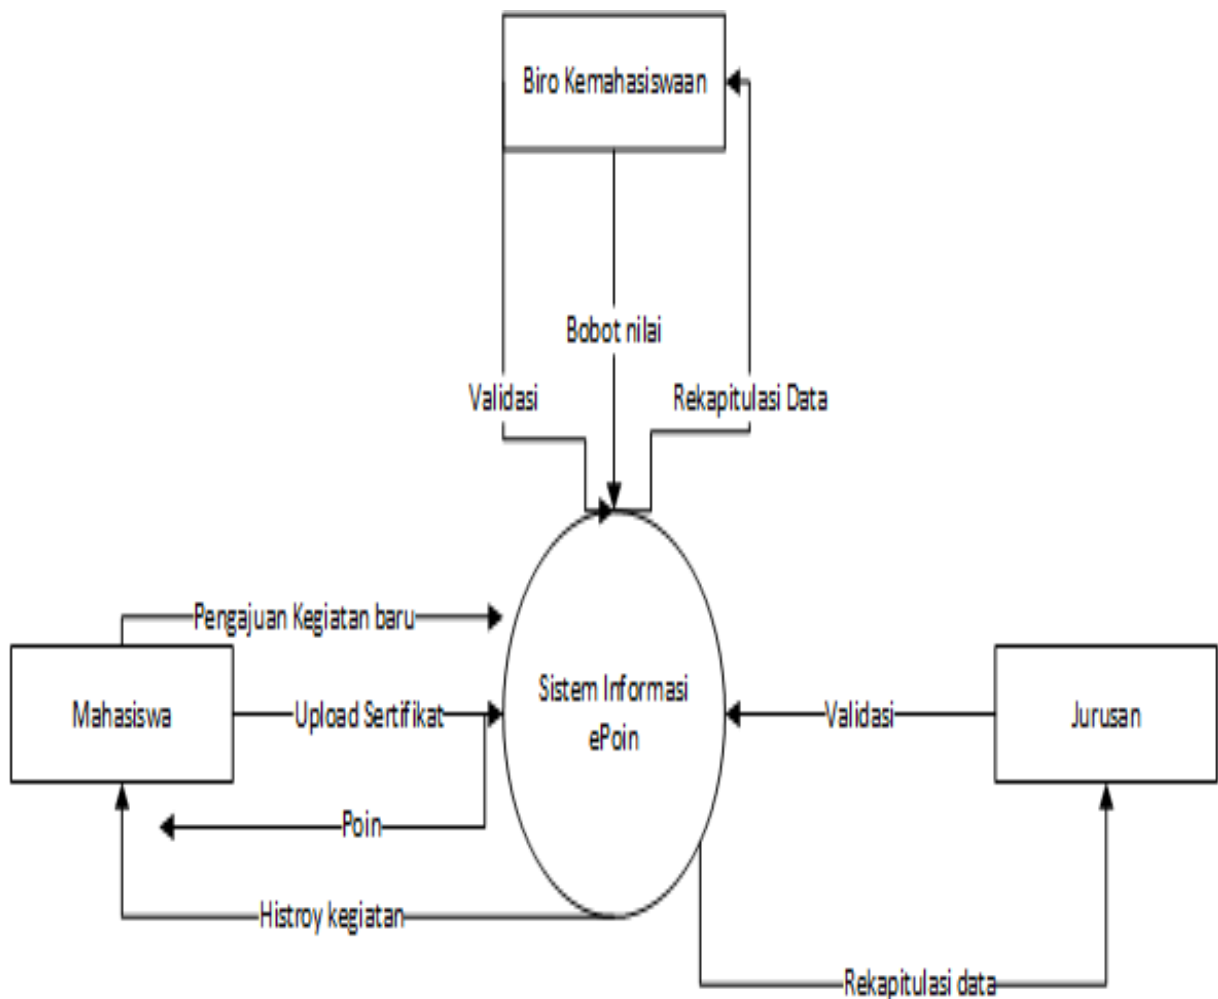 Biro Kemahasiswaan
Bobot nilai
Validasi
Rekapitulasi Data
Pengajuan Kegiatan baru
Sistem Informasi
ePoin
Mahasiswa
Upload Sertifikat
Validasi
Jurusan
Poin
Histroy kegiatan
Rekapitulasi data